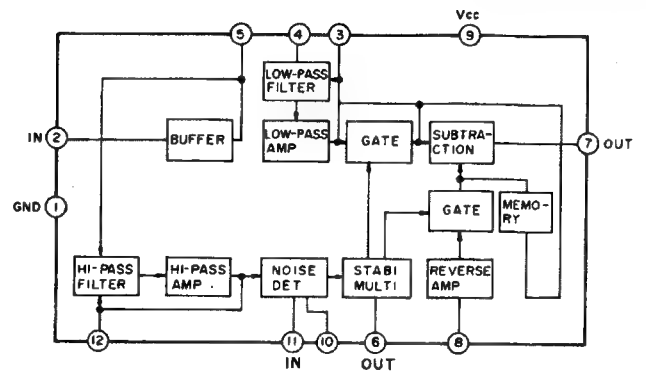 Vcc
5
4
3
9
LOW-PASS
FILTER
IN
2
BUFFER
LOW-PASS
AMP
GATE
SUBTRA-
CTION
7
OUT
GND
1
GATE
MEMO-
RY
HI-PASS
FILTER
HI-PASS
AMP.
NOISE
DET
STABI
MULTI
REVERSE
AMP
12
11
10
6
8
IN
OUT